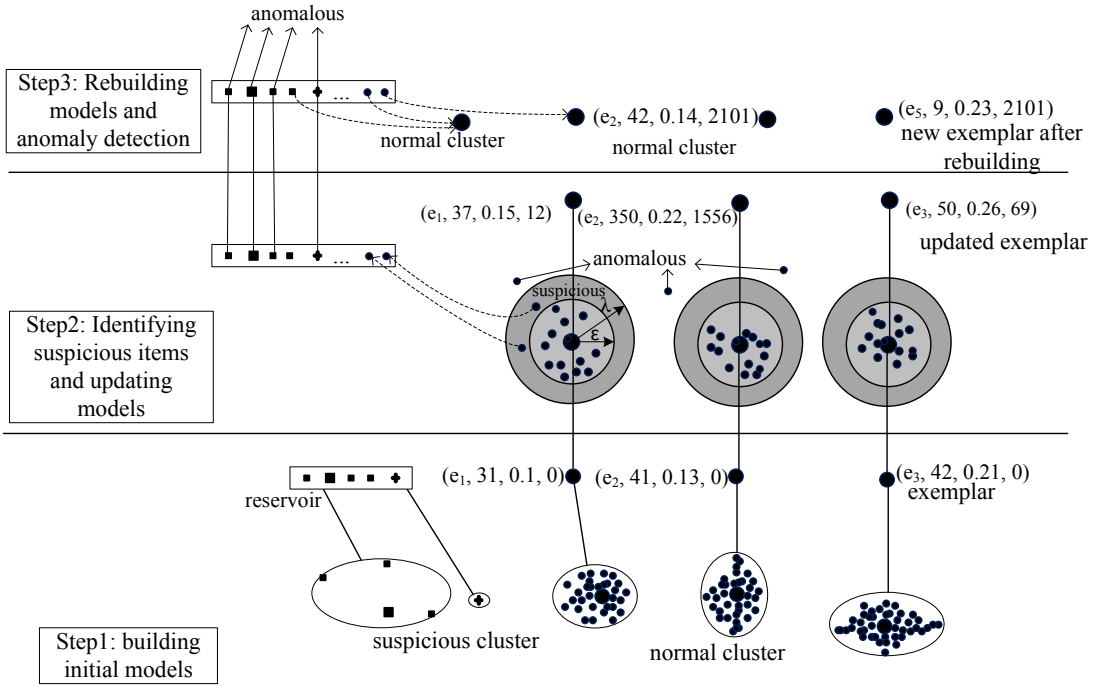 anomalous
Step3: Rebuilding
models and
anomaly detection
...
normal cluster
(e2, 42, 0.14, 2101)
normal cluster
(e5, 9, 0.23, 2101)
new exemplar after
rebuilding
(e1, 37, 0.15, 12)
(e2, 350, 0.22, 1556)
(e3, 50, 0.26, 69)
updated exemplar
...
anomalous
suspicious
λ
ε
Step2: Identifying
suspicious items
and updating
models
reservoir
(e1, 31, 0.1, 0)
(e2, 41, 0.13, 0)
(e3, 42, 0.21, 0)
exemplar
suspicious cluster
normal cluster
Step1: building
initial models